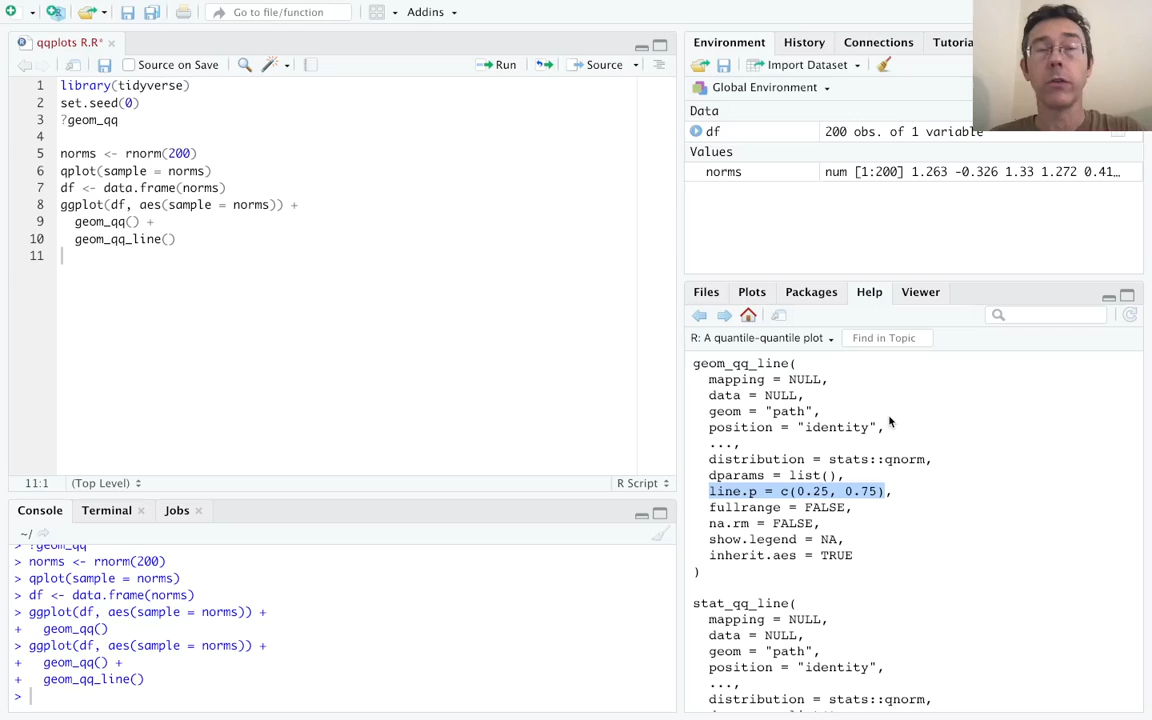 Go to file/function
Addins
qqplots R.R*
Source on Save
Run
Source
1 library(tidyverse)
2 set.seed(0)
3 ?geom_qq
4
5 norms <- rnorm(200)
6 qplot(sample = norms)
7 df <- data.frame(norms)
8 ggplot(df, aes(sample = norms)) +
9   geom_qq() +
10   geom_qq_line()
11
11:1 (Top Level) R Script
Console Terminal Jobs
~/
> ?geom_qq
> norms <- rnorm(200)
> qplot(sample = norms)
> df <- data.frame(norms)
> ggplot(df, aes(sample = norms)) +
+   geom_qq()
> ggplot(df, aes(sample = norms)) +
+   geom_qq() +
+   geom_qq_line()
>
Environment History Connections Tutoria
Import Dataset
Global Environment
Data
df 200 obs. of 1 variable
Values
norms num [1:200] 1.263 -0.326 1.33 1.272 0.41…
Files Plots Packages Help Viewer
R: A quantile-quantile plot Find in Topic
geom_qq_line(
  mapping = NULL,
  data = NULL,
  geom = "path",
  position = "identity",
  ...,
  distribution = stats::qnorm,
  dparams = list(),
  line.p = c(0.25, 0.75),
  fullrange = FALSE,
  na.rm = FALSE,
  show.legend = NA,
  inherit.aes = TRUE
)
stat_qq_line(
  mapping = NULL,
  data = NULL,
  geom = "path",
  position = "identity",
  ...,
  distribution = stats::qnorm,